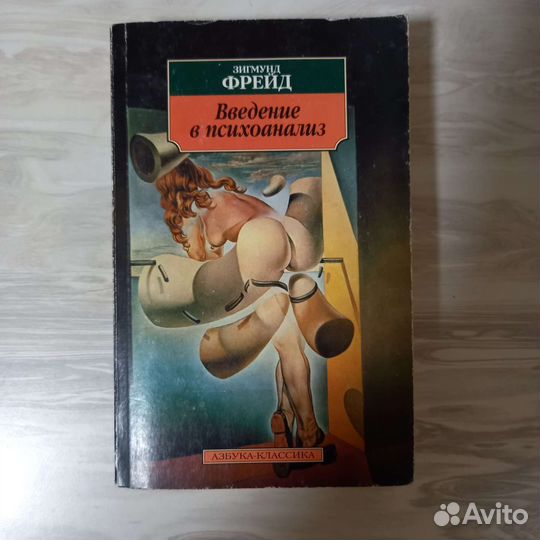 ЗИГМУНД
ФРЕЙД
Введение
в психоанализ
АЗБУКА-КЛАССИКА
Avito